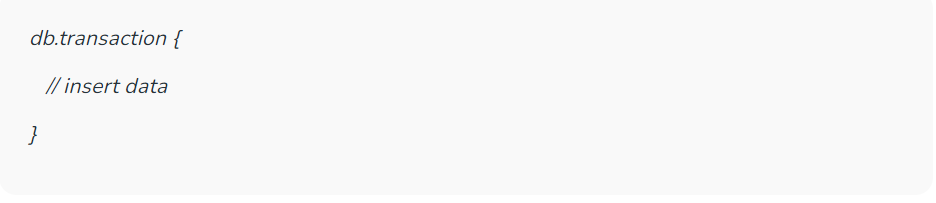 db.transaction {
// insert data
}